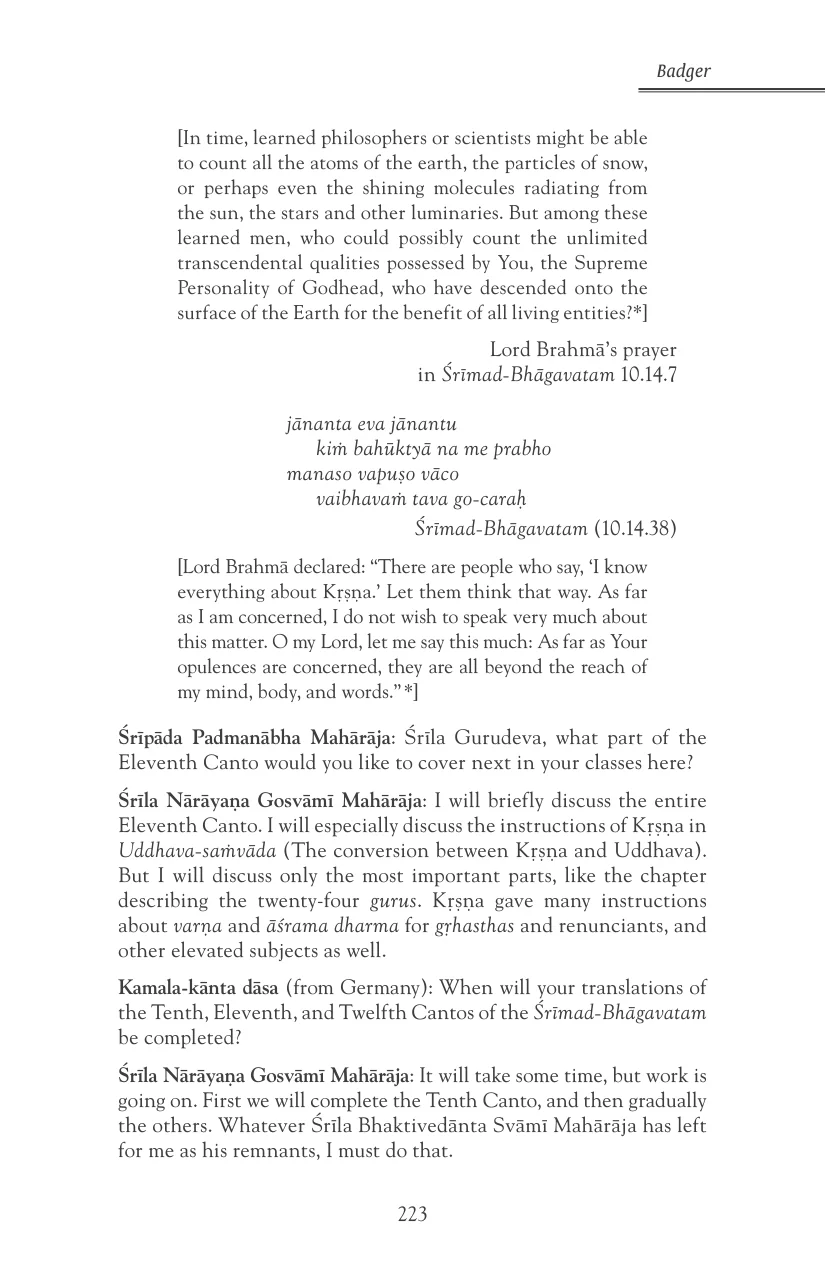 Badger
[In time, learned philosophers or scientists might be able
to count all the atoms of the earth, the particles of snow,
or perhaps even the shining molecules radiating from
the sun, the stars and other luminaries. But among these
learned men, who could possibly count the unlimited
transcendental qualities possessed by You, the Supreme
Personality of Godhead, who have descended onto the
surface of the Earth for the benefit of all living entities?*]
Lord Brahmā’s prayer
in Śrīmad-Bhāgavatam 10.14.7
jānanta eva jānantu
kiṁ bahūktyā na me prabho
manaso vapuṣo vāco
vaibhavaṁ tava go-caraḥ
Śrīmad-Bhāgavatam (10.14.38)
[Lord Brahmā declared: “There are people who say, ‘I know
everything about Kṛṣṇa.’ Let them think that way. As far
as I am concerned, I do not wish to speak very much about
this matter. O my Lord, let me say this much: As far as Your
opulences are concerned, they are all beyond the reach of
my mind, body, and words.” *]
Śrīpāda Padmanābha Mahārāja: Śrīla Gurudeva, what part of the
Eleventh Canto would you like to cover next in your classes here?
Śrīla Nārāyaṇa Gosvāmī Mahārāja: I will briefly discuss the entire
Eleventh Canto. I will especially discuss the instructions of Kṛṣṇa in
Uddhava-saṁvāda (The conversion between Kṛṣṇa and Uddhava).
But I will discuss only the most important parts, like the chapter
describing the twenty-four gurus. Kṛṣṇa gave many instructions
about varṇa and āśrama dharma for gṛhasthas and renunciants, and
other elevated subjects as well.
Kamala-kānta dāsa (from Germany): When will your translations of
the Tenth, Eleventh, and Twelfth Cantos of the Śrīmad-Bhāgavatam
be completed?
Śrīla Nārāyaṇa Gosvāmī Mahārāja: It will take some time, but work is
going on. First we will complete the Tenth Canto, and then gradually
the others. Whatever Śrīla Bhaktivedānta Svāmī Mahārāja has left
for me as his remnants, I must do that.
223